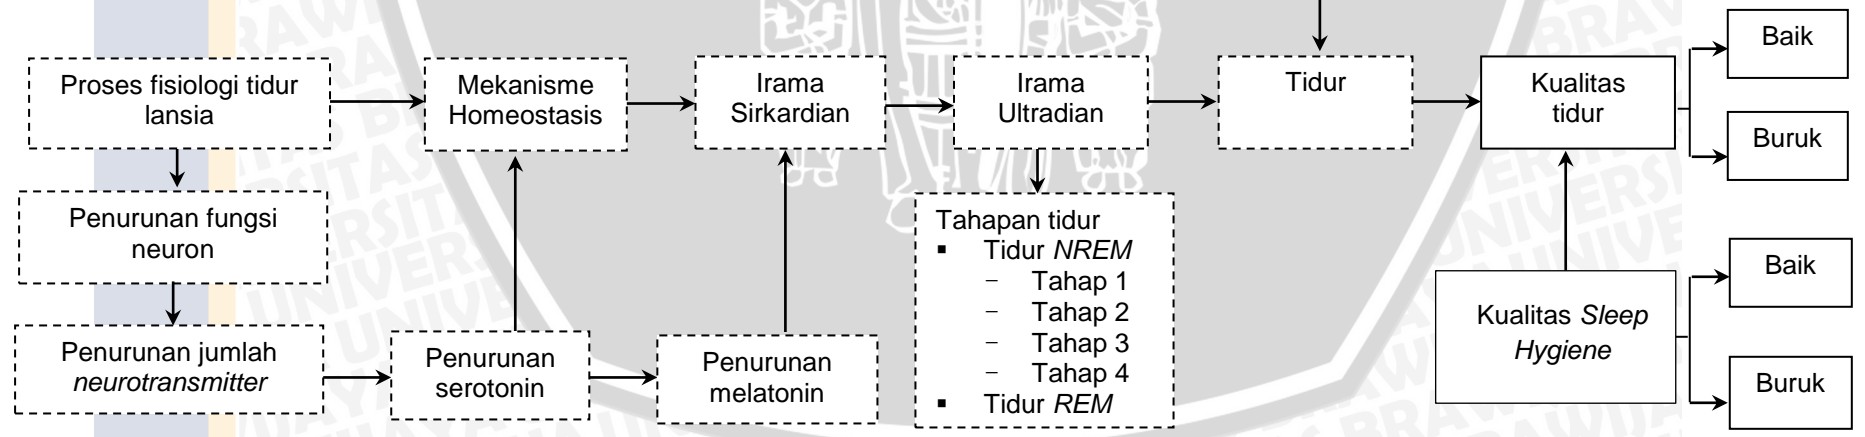 Proses fisiologi tidur
lansia
Mekanisme
Homeostasis
Irama
Sirkardian
Irama
Ultradian
Tidur
Kualitas
tidur
Baik
Buruk
Penurunan fungsi
neuron
Penurunan jumlah
neurotransmitter
Penurunan
serotonin
Penurunan
melatonin
Tahapan tidur
▪ Tidur NREM
− Tahap 1
− Tahap 2
− Tahap 3
− Tahap 4
▪ Tidur REM
Kualitas Sleep
Hygiene
Baik
Buruk